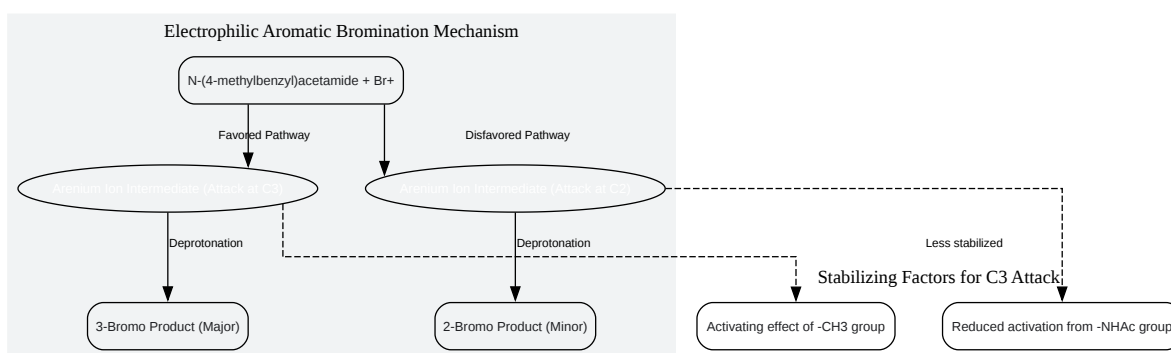 Electrophilic Aromatic Bromination Mechanism
N-(4-methylbenzyl)acetamide + Br+
Favored Pathway
Disfavored Pathway
Arenium Ion Intermediate (Attack at C3)
Arenium Ion Intermediate (Attack at C2)
Deprotonation
Deprotonation
Less stabilized
Stabilizing Factors for C3 Attack
3-Bromo Product (Major)
2-Bromo Product (Minor)
Activating effect of -CH3 group
Reduced activation from -NHAc group